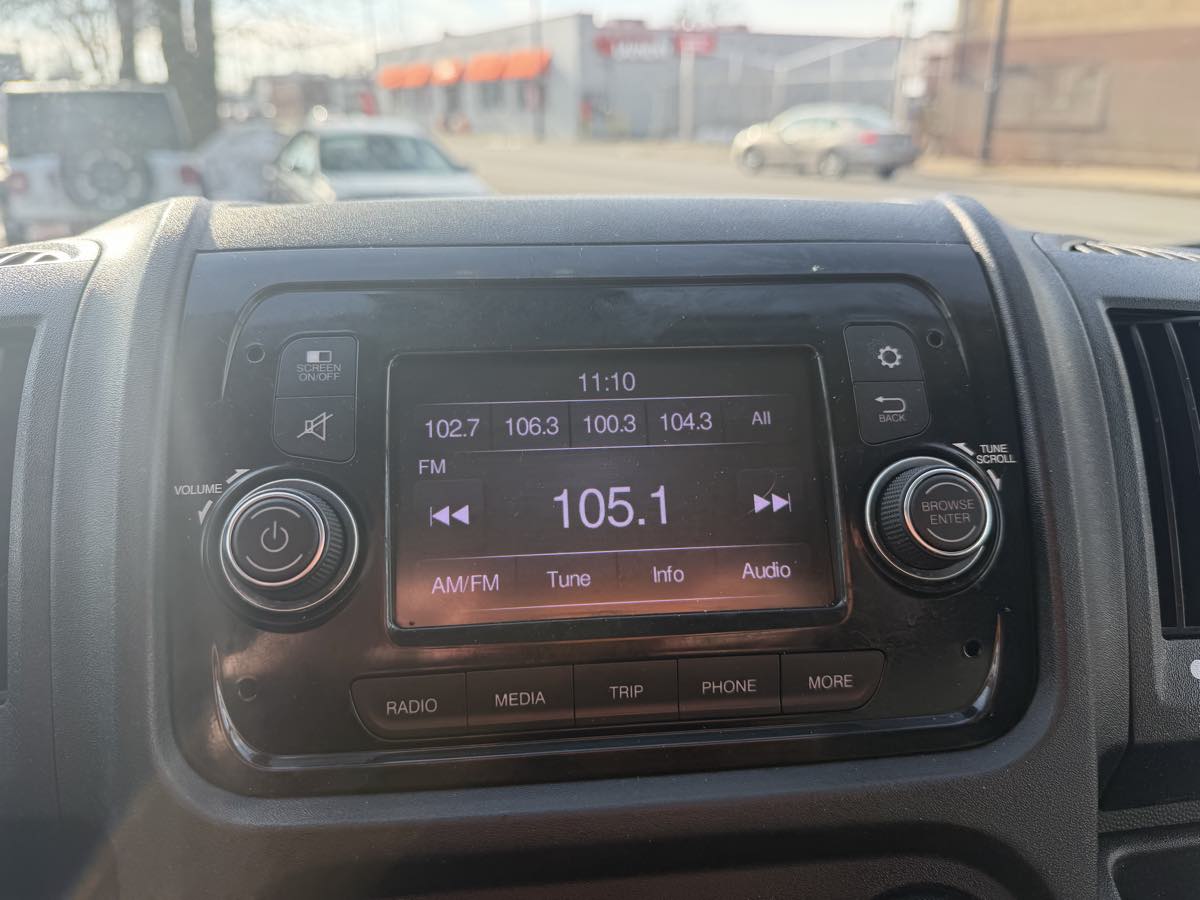 SCREEN
ON/OFF
11:10
102.7 106.3 100.3 104.3 All
FM
105.1
AM/FM Tune Info Audio
BACK
VOLUME
TUNE
SCROLL
BROWSE
ENTER
RADIO MEDIA TRIP PHONE MORE